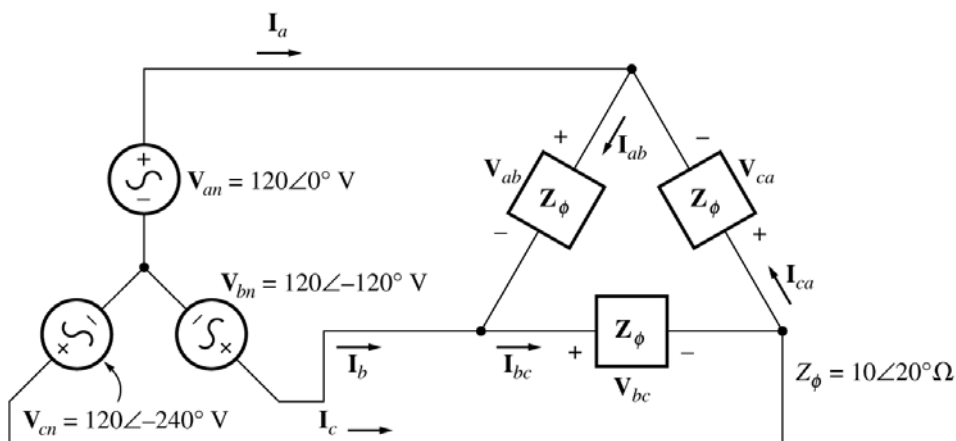 I_a
+
−
V_an = 120∠0° V
+
I_ab
−
V_ab
V_ca
Z_ϕ
Z_ϕ
−
+
V_bn = 120∠–120° V
I_ca
+
+
Z_ϕ
I_b
I_bc
+
−
Z_ϕ = 10∠20° Ω
V_bc
V_cn = 120∠–240° V
I_c